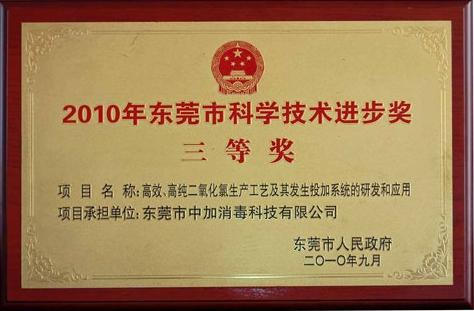 2010年东莞市科学技术进步奖
三等奖
项目名称:高效、高纯二氧化氯生产工艺及其发生投加系统的研发和应用
项目承担单位:东莞市中加消毒科技有限公司
东莞市人民政府
二〇一〇年九月